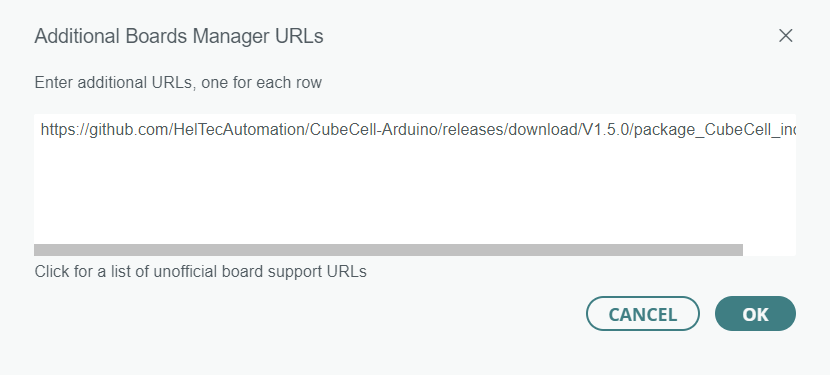 Additional Boards Manager URLs
Enter additional URLs, one for each row
https://github.com/HelTecAutomation/CubeCell-Arduino/releases/download/V1.5.0/package_CubeCell_in
Click for a list of unofficial board support URLs
CANCEL OK